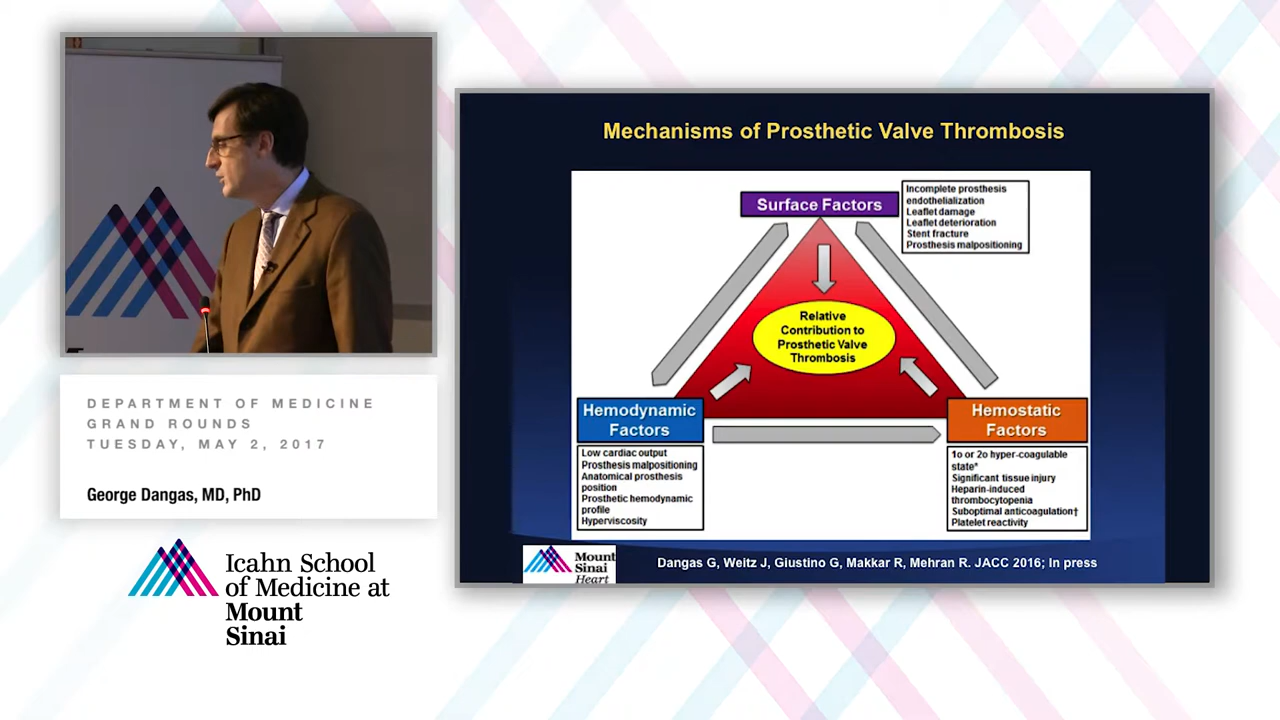 DEPARTMENT OF MEDICINE
GRAND ROUNDS
TUESDAY, MAY 2, 2017
George Dangas, MD, PhD
Icahn School
of Medicine at
Mount
Sinai
Mechanisms of Prosthetic Valve Thrombosis
Surface Factors
Incomplete prosthesis
endothelialization
Leaflet damage
Leaflet deterioration
Stent fracture
Prosthesis malpositioning
Relative
Contribution to
Prosthetic Valve
Thrombosis
Hemodynamic
Factors
Low cardiac output
Prosthesis malpositioning
Anatomical prosthesis
position
Prosthetic hemodynamic
profile
Hyperviscosity
Hemostatic
Factors
1o or 2o hyper-coagulable
state*
Significant tissue injury
Heparin-induced
thrombocytopenia
Suboptimal anticoagulation†
Platelet reactivity
Mount
Sinai
Heart
Dangas G, Weitz J, Giustino G, Makkar R, Mehran R. JACC 2016; In press